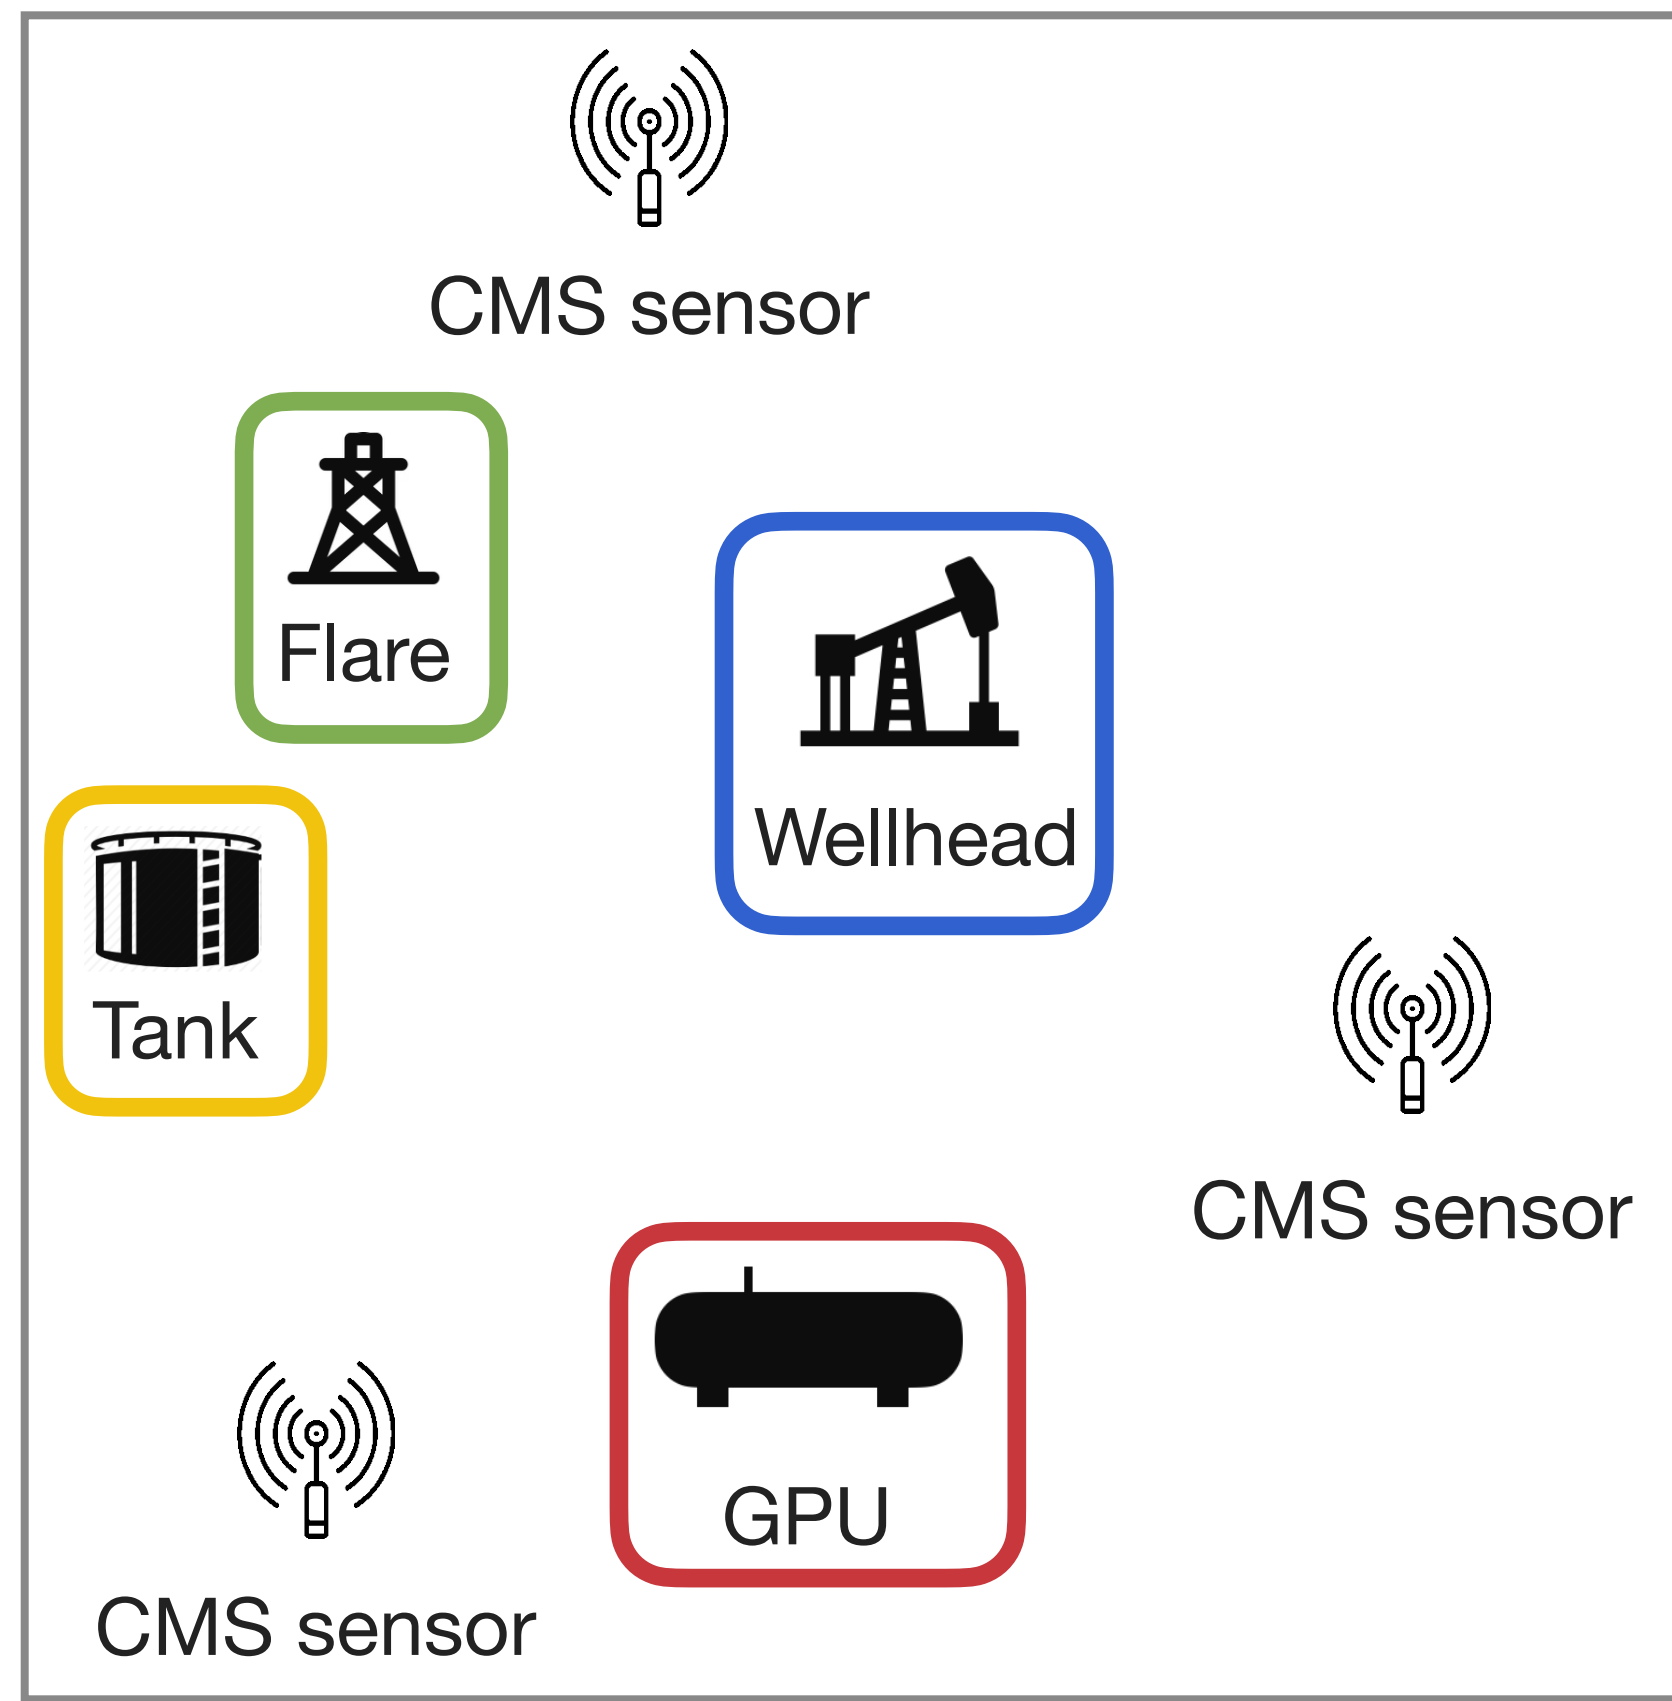 CMS sensor
Flare
Wellhead
Tank
CMS sensor
GPU
CMS sensor